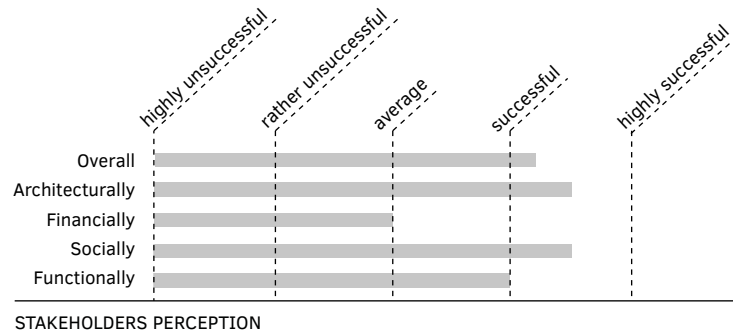 highly unsuccessful
rather unsuccessful
average
successful
highly successful
Overall
Architecturally
Financially
Socially
Functionally
STAKEHOLDERS PERCEPTION